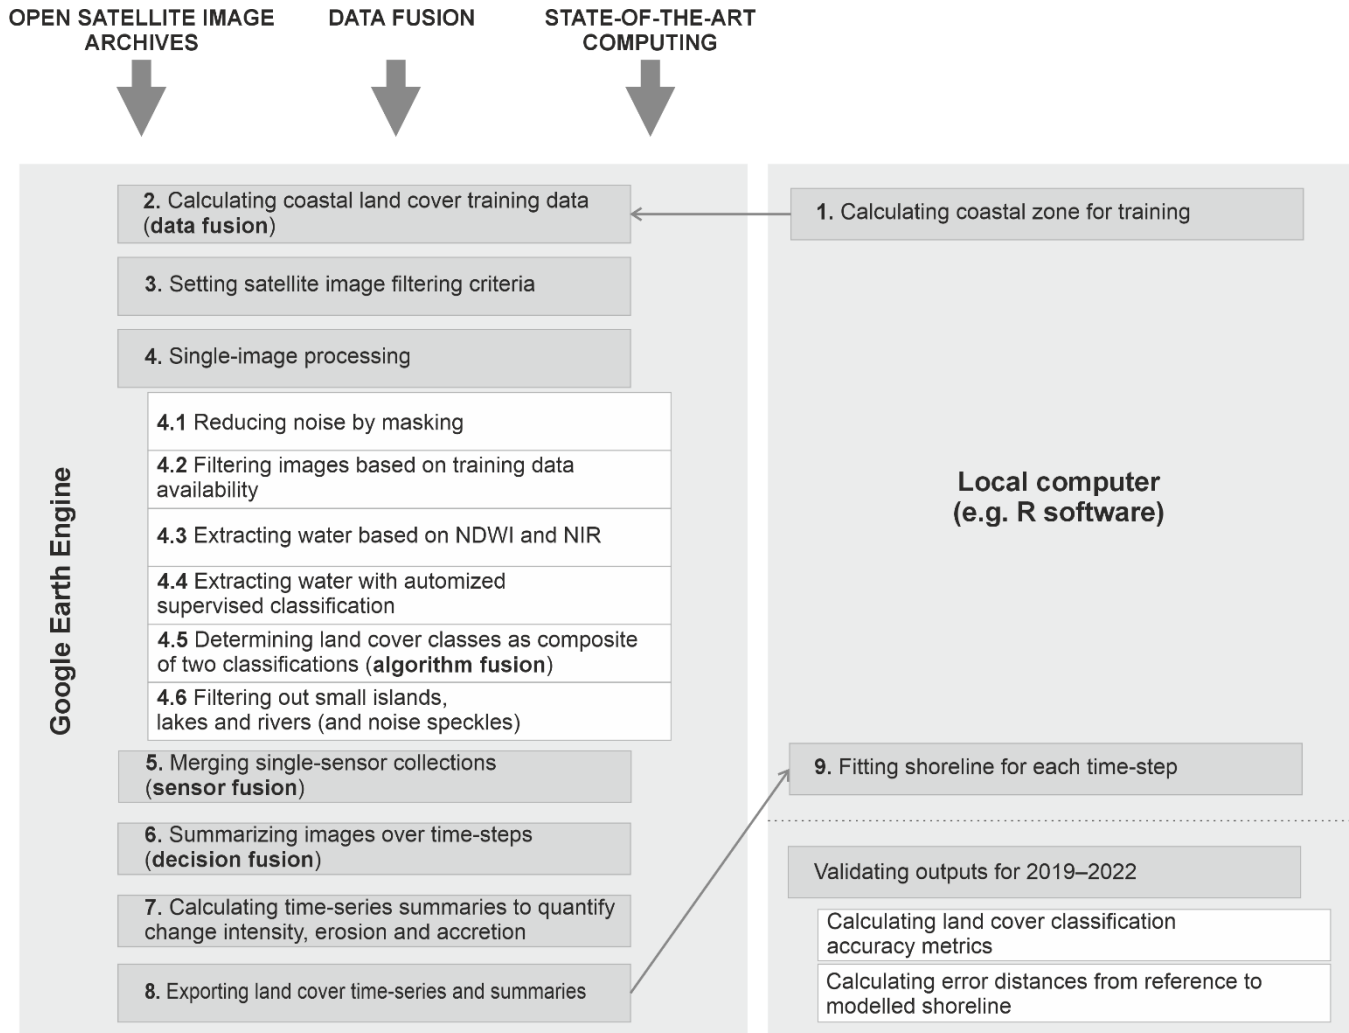 OPEN SATELLITE IMAGE
ARCHIVES
DATA FUSION
STATE-OF-THE-ART
COMPUTING
Google Earth Engine
2. Calculating coastal land cover training data
(data fusion)
3. Setting satellite image filtering criteria
4. Single-image processing
4.1 Reducing noise by masking
4.2 Filtering images based on training data
availability
4.3 Extracting water based on NDWI and NIR
4.4 Extracting water with automized
supervised classification
4.5 Determining land cover classes as composite
of two classifications (algorithm fusion)
4.6 Filtering out small islands,
lakes and rivers (and noise speckles)
5. Merging single-sensor collections
(sensor fusion)
6. Summarizing images over time-steps
(decision fusion)
7. Calculating time-series summaries to quantify
change intensity, erosion and accretion
8. Exporting land cover time-series and summaries
1. Calculating coastal zone for training
Local computer
(e.g. R software)
9. Fitting shoreline for each time-step
Validating outputs for 2019–2022
Calculating land cover classification
accuracy metrics
Calculating error distances from reference to
modelled shoreline